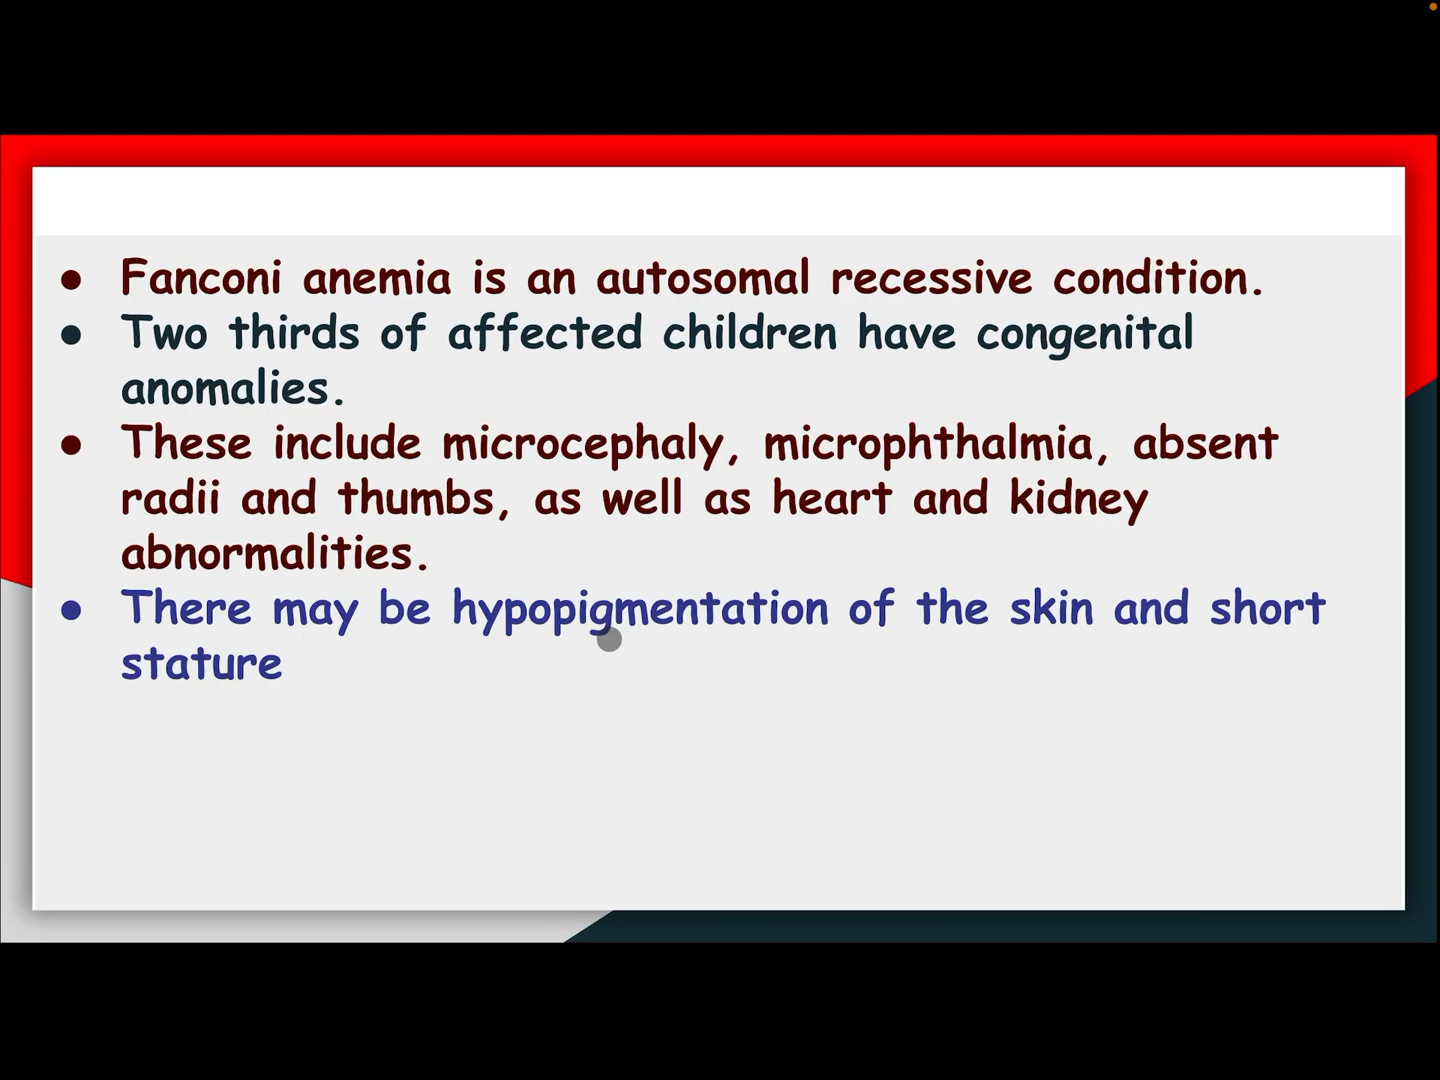 ● Fanconi anemia is an autosomal recessive condition.
● Two thirds of affected children have congenital
anomalies.
● These include microcephaly, microphthalmia, absent
radii and thumbs, as well as heart and kidney
abnormalities.
● There may be hypopigmentation of the skin and short
stature